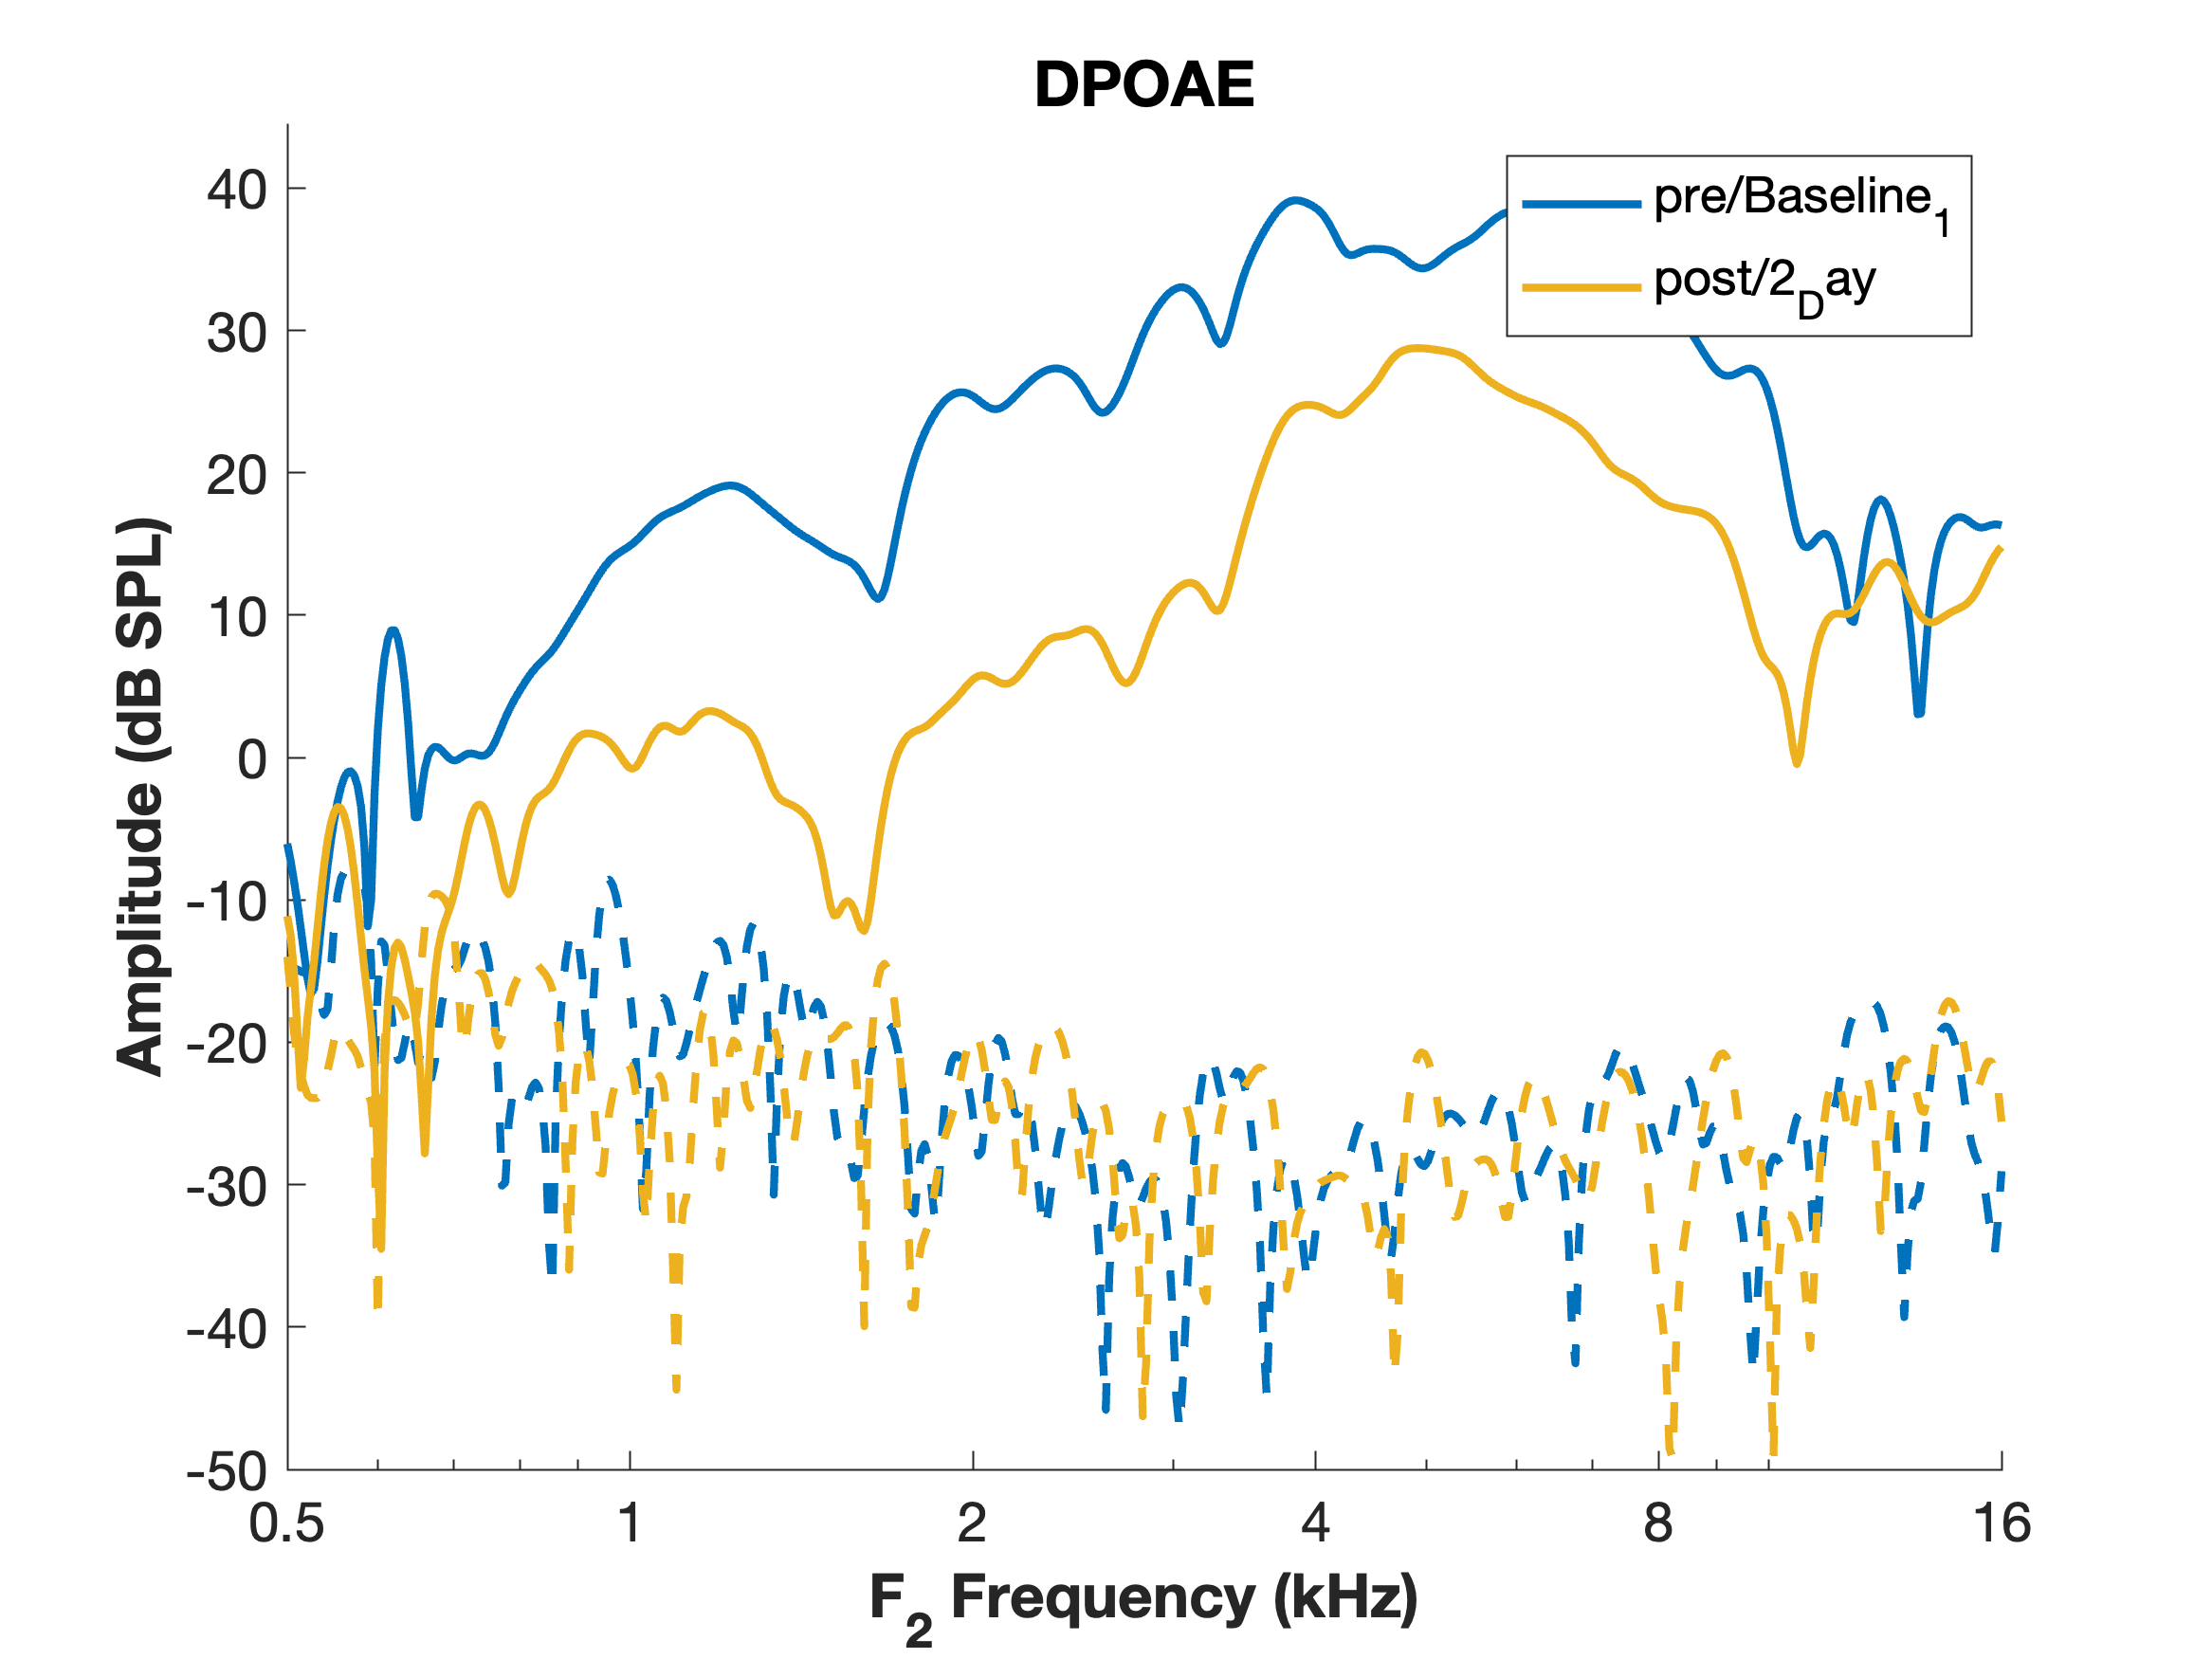 DPOAE
pre/Baseline₁
post/2_Day
40
30
20
10
0
-10
-20
-30
-40
-50
Amplitude (dB SPL)
0.5 1 2 4 8 16
F₂ Frequency (kHz)